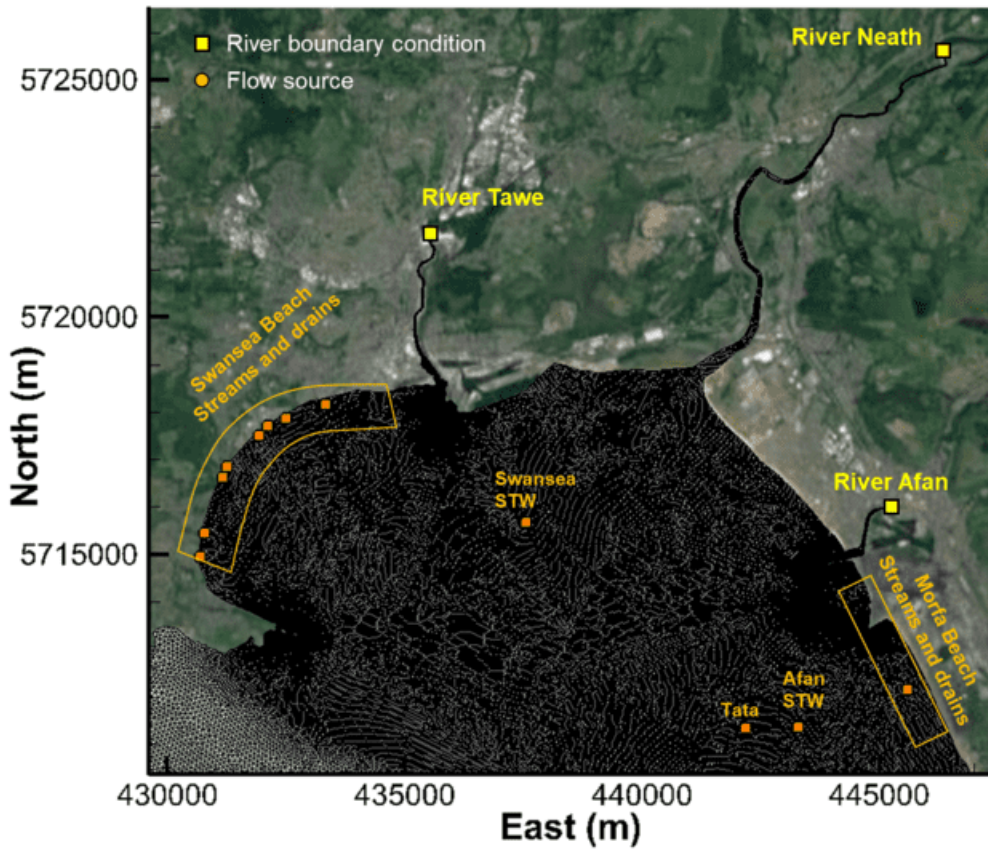 River boundary condition
Flow source
River Neath
5725000
River Tawe
5720000
Swansea Beach
Streams and drains
North (m)
Swansea
STW
River Afan
5715000
Morfa Beach
Streams and drains
Afan
STW
Tata
430000
435000
440000
445000
East (m)